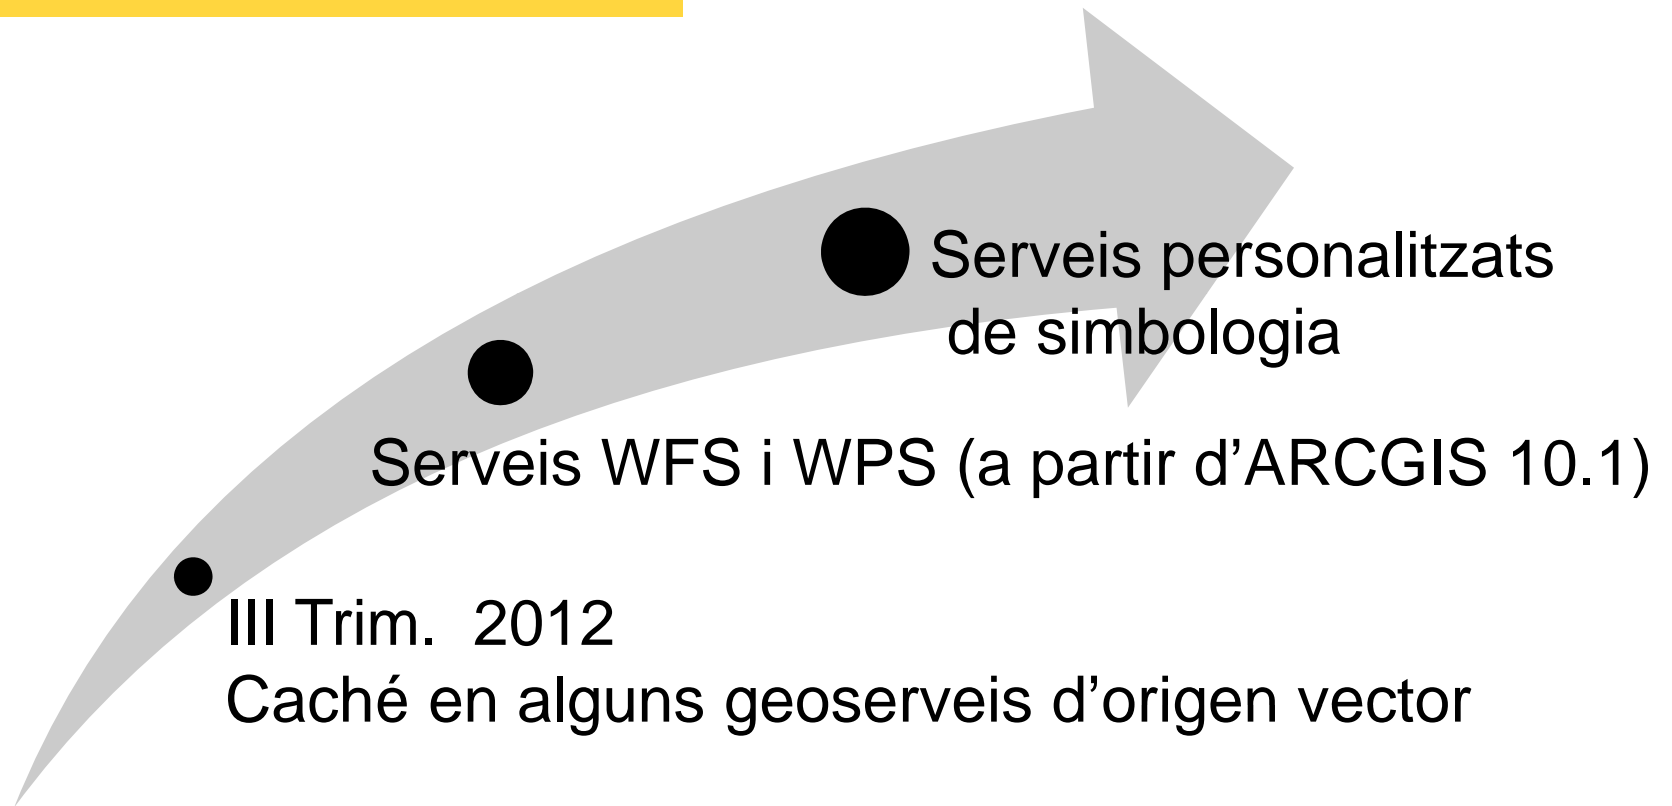 Serveis personalitzats
de simbologia
Serveis WFS i WPS (a partir d’ARCGIS 10.1)
III Trim.  2012
Caché en alguns geoserveis d’origen vector